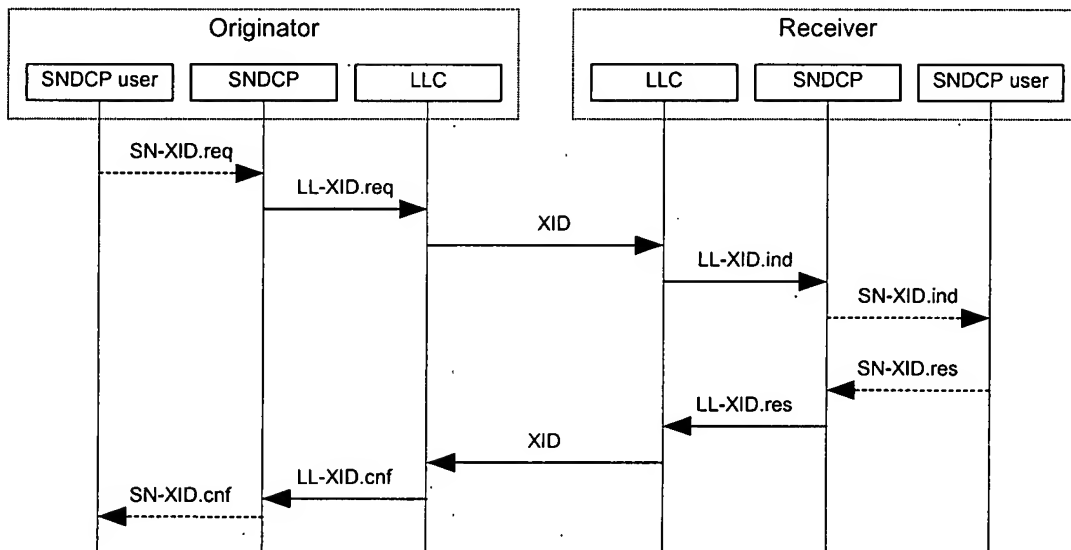 Originator
Receiver
SNDCP user
SNDCP
LLC
LLC
SNDCP
SNDCP user
SN-XID.req
LL-XID.req
XID
LL-XID.ind
SN-XID.ind
SN-XID.res
LL-XID.res
XID
LL-XID.cnf
SN-XID.cnf